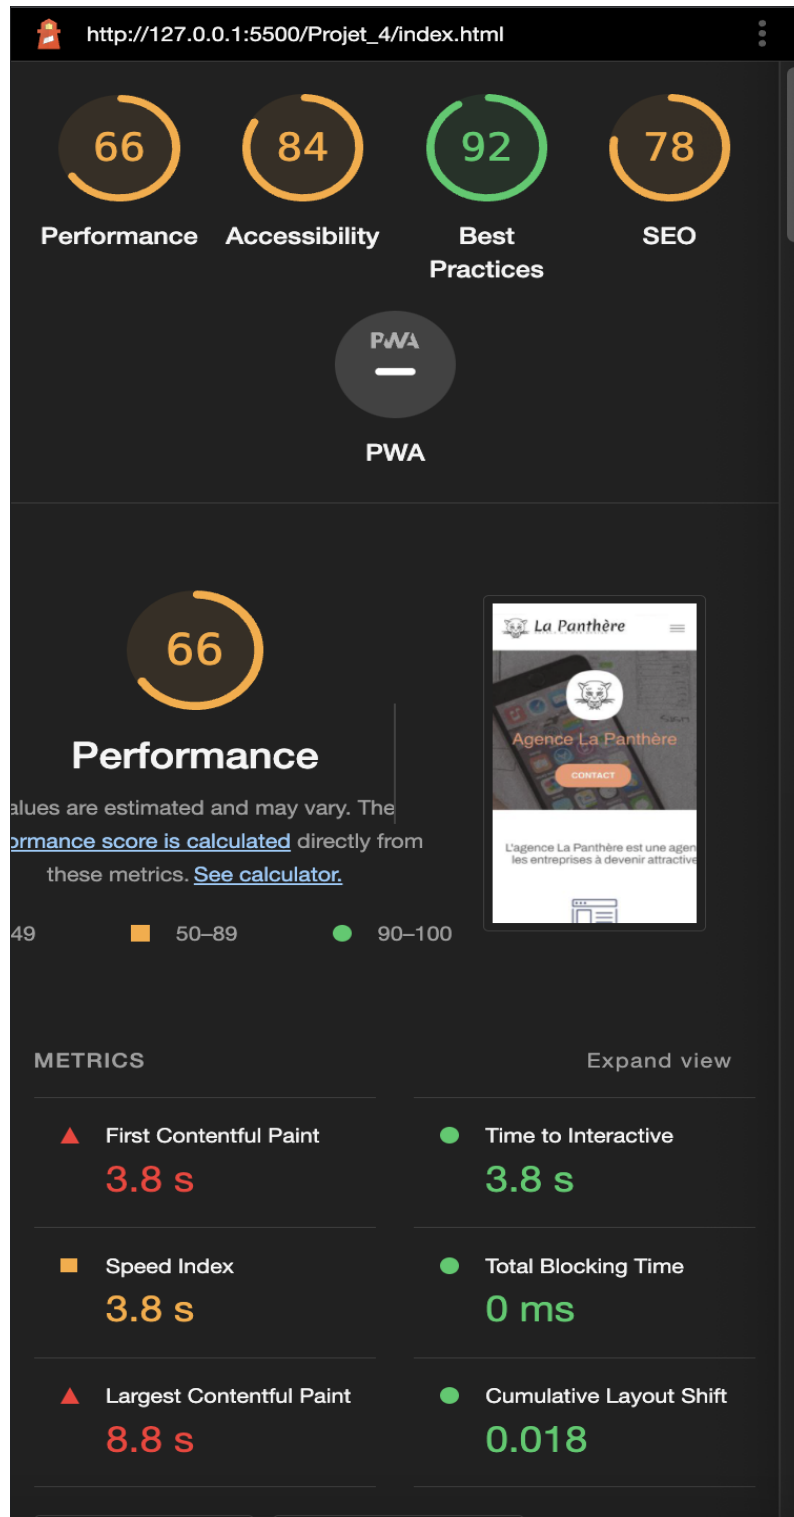 http://127.0.0.1:5500/Projet_4/index.html
66
84
92
78
Performance
Accessibility
Best
Practices
SEO
PWA
PWA
66
Performance
alues are estimated and may vary. The
ormance score is calculated directly from
these metrics. See calculator.
49
50–89
90–100
La Panthère
Agence La Panthère
CONTACT
L'agence La Panthère est une agen
les entreprises à devenir attractive
METRICS
Expand view
First Contentful Paint
3.8 s
Time to Interactive
3.8 s
Speed Index
3.8 s
Total Blocking Time
0 ms
Largest Contentful Paint
8.8 s
Cumulative Layout Shift
0.018